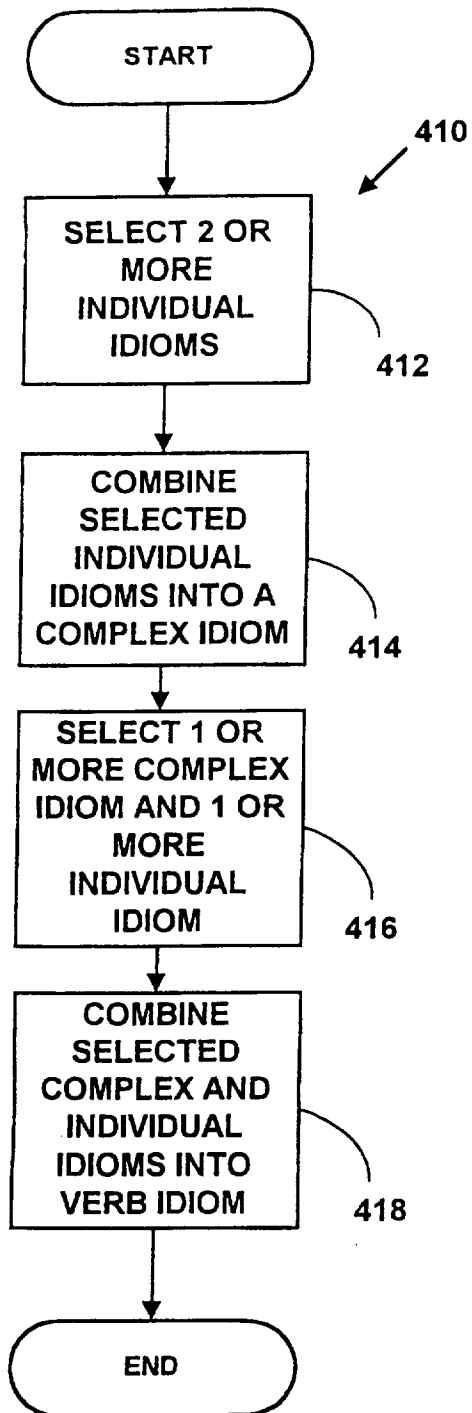 START
410
SELECT 2 OR
MORE
INDIVIDUAL
IDIOMS
412
COMBINE
SELECTED
INDIVIDUAL
IDIOMS INTO A
COMPLEX IDIOM
414
SELECT 1 OR
MORE COMPLEX
IDIOM AND 1 OR
MORE
INDIVIDUAL
IDIOM
416
COMBINE
SELECTED
COMPLEX AND
INDIVIDUAL
IDIOMS INTO
VERB IDIOM
418
END